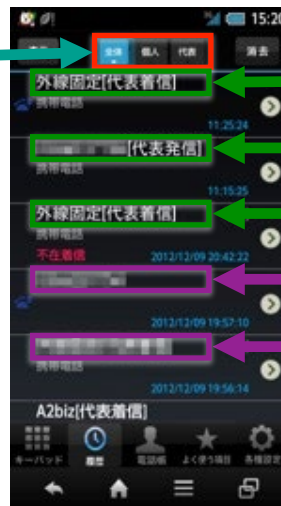 15:20
全体 個人 代表 消去
外線固定[代表着信]
携帯電話
11:25:24
[代表発信]
携帯電話
11:15:25
外線固定[代表着信]
携帯電話
不在着信 2012/12/09 20:42:22
2012/12/09 19:57:10
携帯電話
2012/12/09 19:56:14
A2biz[代表着信]
キーパッド 履歴 電話帳 よく使う項目 各種設定